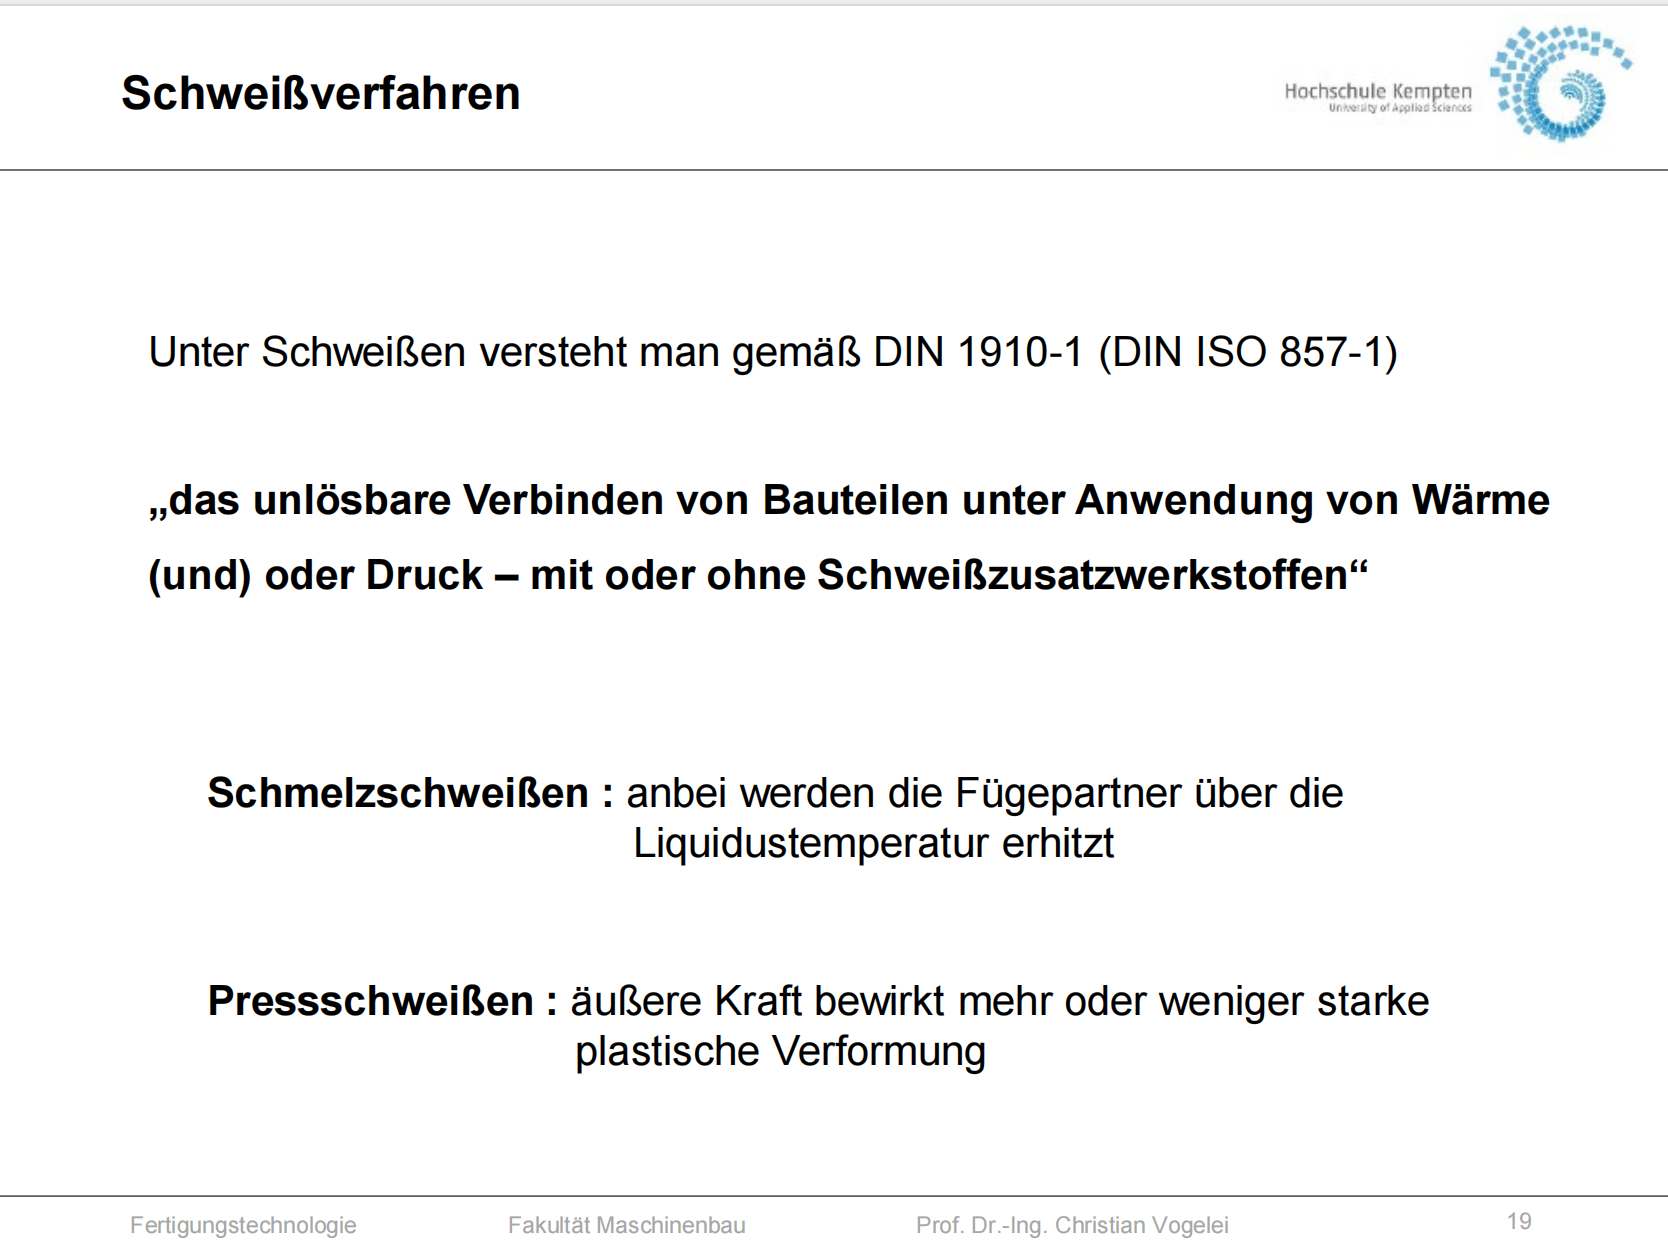 Schweißverfahren
Hochschule Kempten
University of Applied Sciences
Unter Schweißen versteht man gemäß DIN 1910-1 (DIN ISO 857-1)
„das unlösbare Verbinden von Bauteilen unter Anwendung von Wärme
(und) oder Druck – mit oder ohne Schweißzusatzwerkstoffen“
Schmelzschweißen : anbei werden die Fügepartner über die
Liquidustemperatur erhitzt
Pressschweißen : äußere Kraft bewirkt mehr oder weniger starke
plastische Verformung
Fertigungstechnologie Fakultät Maschinenbau Prof. Dr.-Ing. Christian Vogelei 19